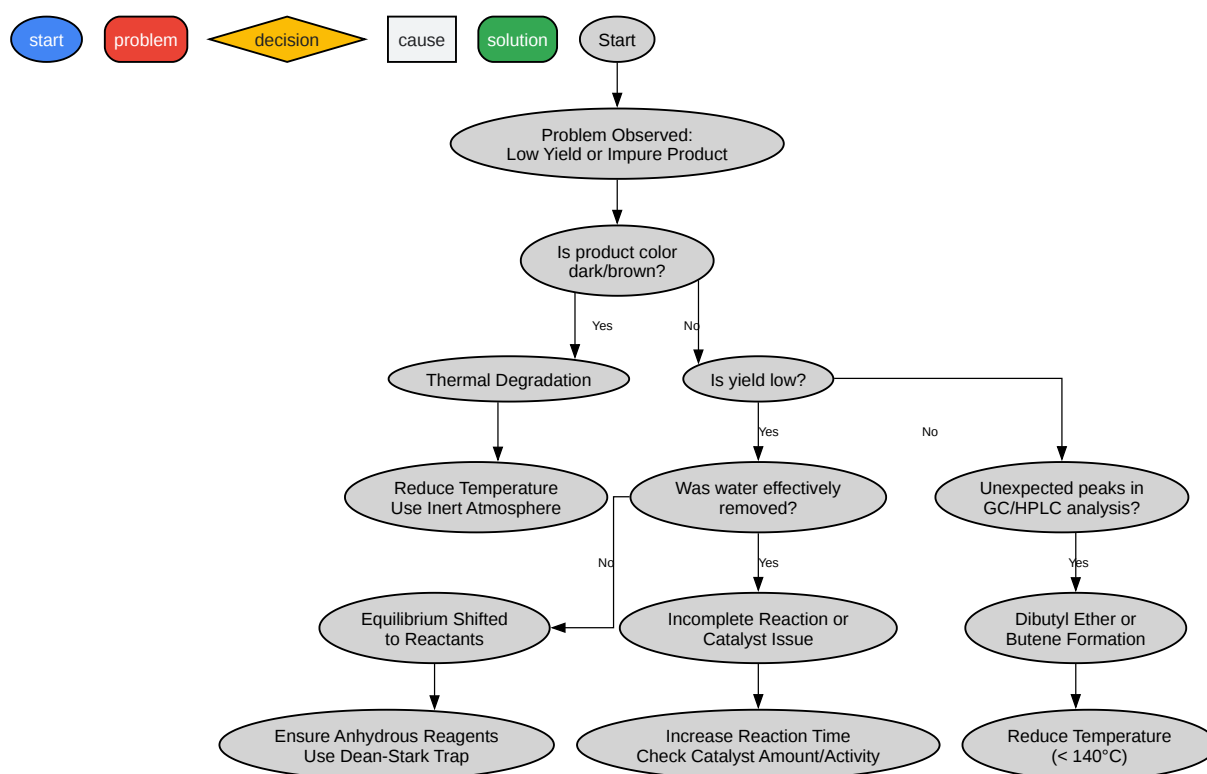 start
problem
decision
cause
solution
Start
Problem Observed:
Low Yield or Impure Product
Is product color
dark/brown?
Yes
No
Thermal Degradation
Is yield low?
Yes
No
Reduce Temperature
Use Inert Atmosphere
Was water effectively
removed?
Unexpected peaks in
GC/HPLC analysis?
No
Yes
Yes
Equilibrium Shifted
to Reactants
Incomplete Reaction or
Catalyst Issue
Dibutyl Ether or
Butene Formation
Ensure Anhydrous Reagents
Use Dean-Stark Trap
Increase Reaction Time
Check Catalyst Amount/Activity
Reduce Temperature
(< 140°C)